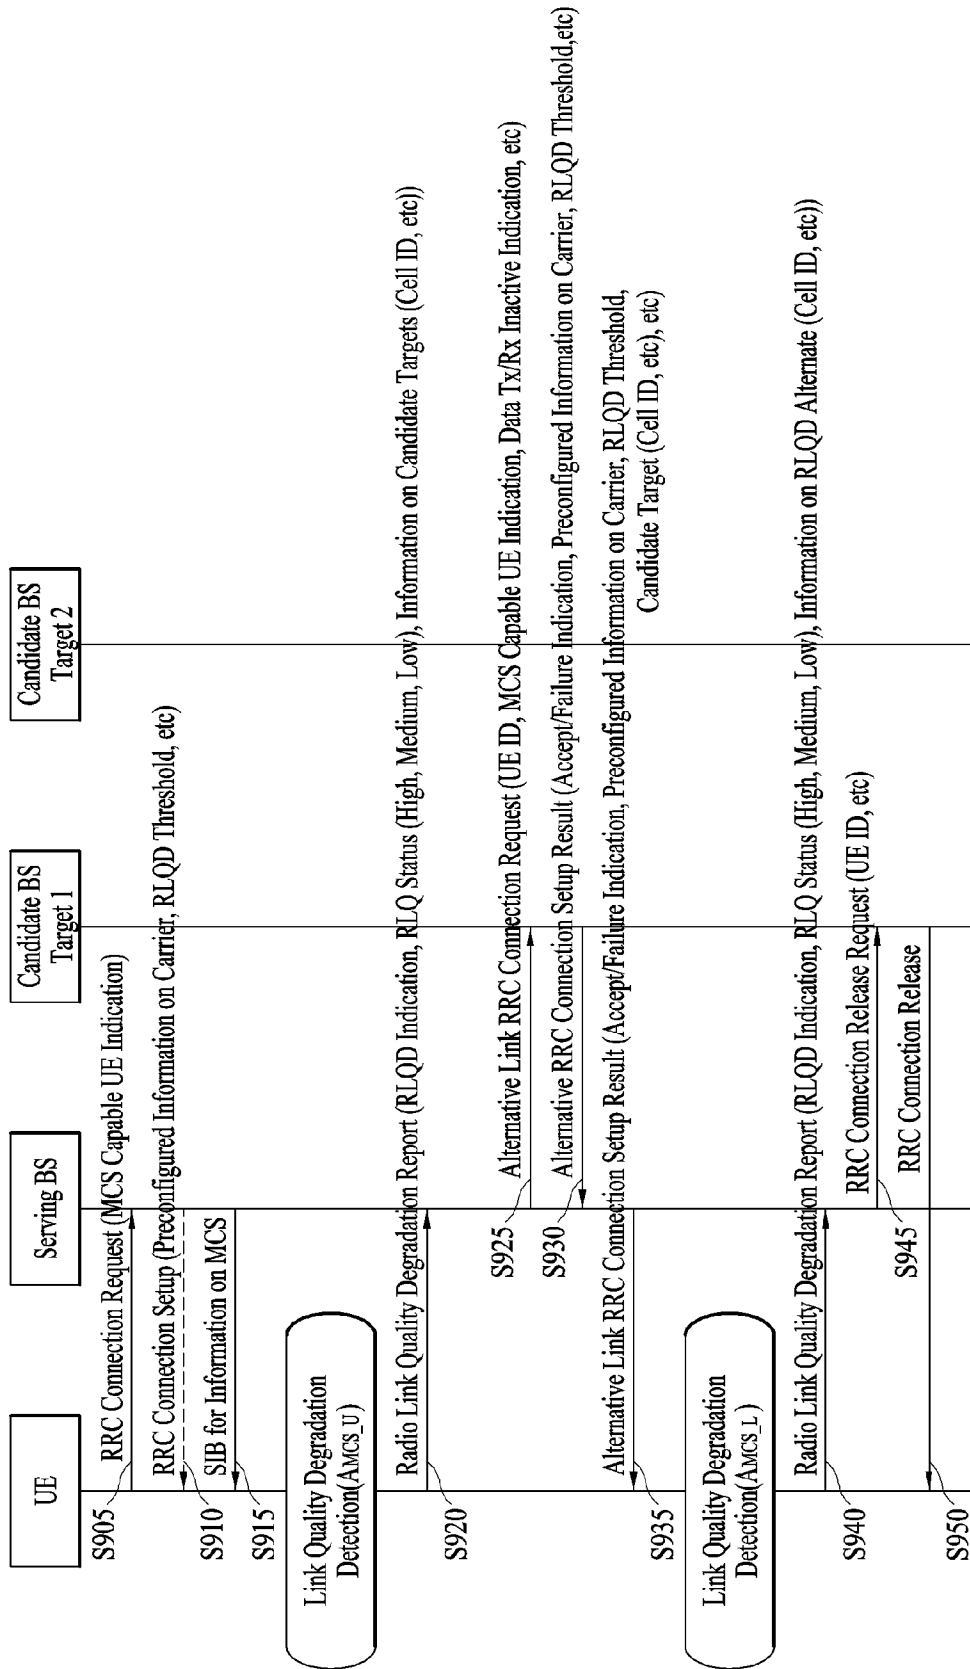 UE
Serving BS
Candidate BS
Target 1
Candidate BS
Target 2
S905
RRC Connection Request (MCS Capable UE Indication)
RRC Connection Setup (Preconfigured Information on Carrier, RLQD Threshold, etc)
S910
SIB for Information on MCS
S915
Link Quality Degradation
Detection(AMCS_U)
Radio Link Quality Degradation Report (RLQD Indication, RLQ Status (High, Medium, Low), Information on Candidate Targets (Cell ID, etc))
S920
Alternative Link RRC Connection Request (UE ID, MCS Capable UE Indication, Data Tx/Rx Inactive Indication, etc)
S925
Alternative RRC Connection Setup Result (Accept/Failure Indication, Preconfigured Information on Carrier, RLQD Threshold,etc)
S930
Alternative Link RRC Connection Setup Result (Accept/Failure Indication, Preconfigured Information on Carrier, RLQD Threshold,
Candidate Target (Cell ID, etc), etc)
S935
Link Quality Degradation
Detection(AMCS_L)
Radio Link Quality Degradation Report (RLQD Indication, RLQ Status (High, Medium, Low), Information on RLQD Alternate (Cell ID, etc))
S940
RRC Connection Release Request (UE ID, etc)
S945
RRC Connection Release
S950